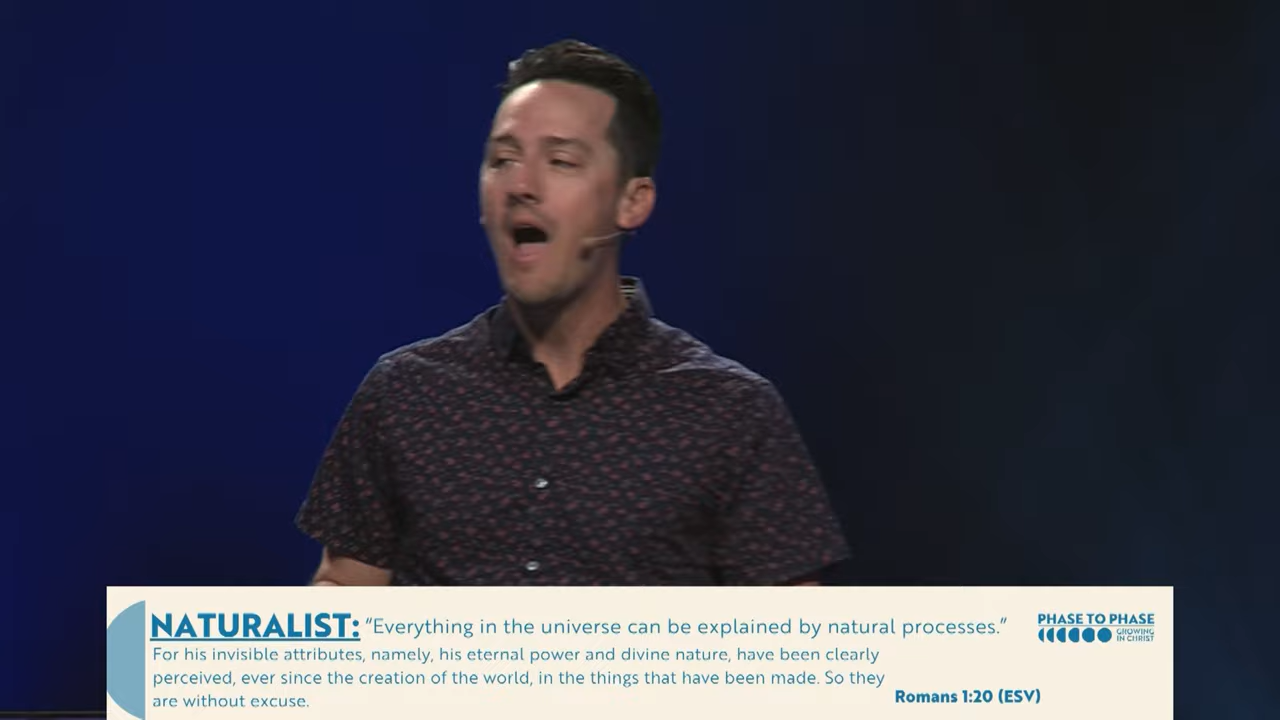 NATURALIST: “Everything in the universe can be explained by natural processes.”
For his invisible attributes, namely, his eternal power and divine nature, have been clearly
perceived, ever since the creation of the world, in the things that have been made. So they
are without excuse.
Romans 1:20 (ESV)
PHASE TO PHASE
GROWING
IN CHRIST